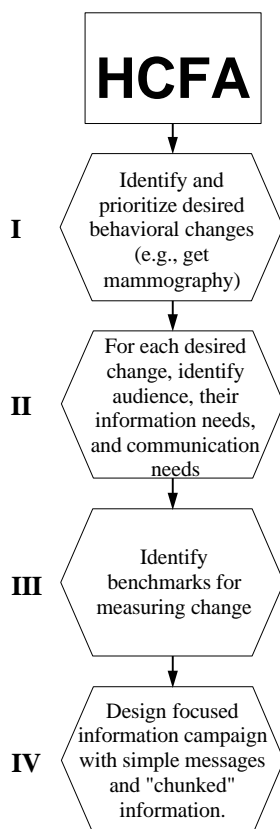 HCFA
I
Identify and
prioritize desired
behavioral changes
(e.g., get
mammography)
II
For each desired
change, identify
audience, their
information needs,
and communication
needs
III
Identify
benchmarks for
measuring change
IV
Design focused
information campaign
with simple messages
and "chunked"
information.